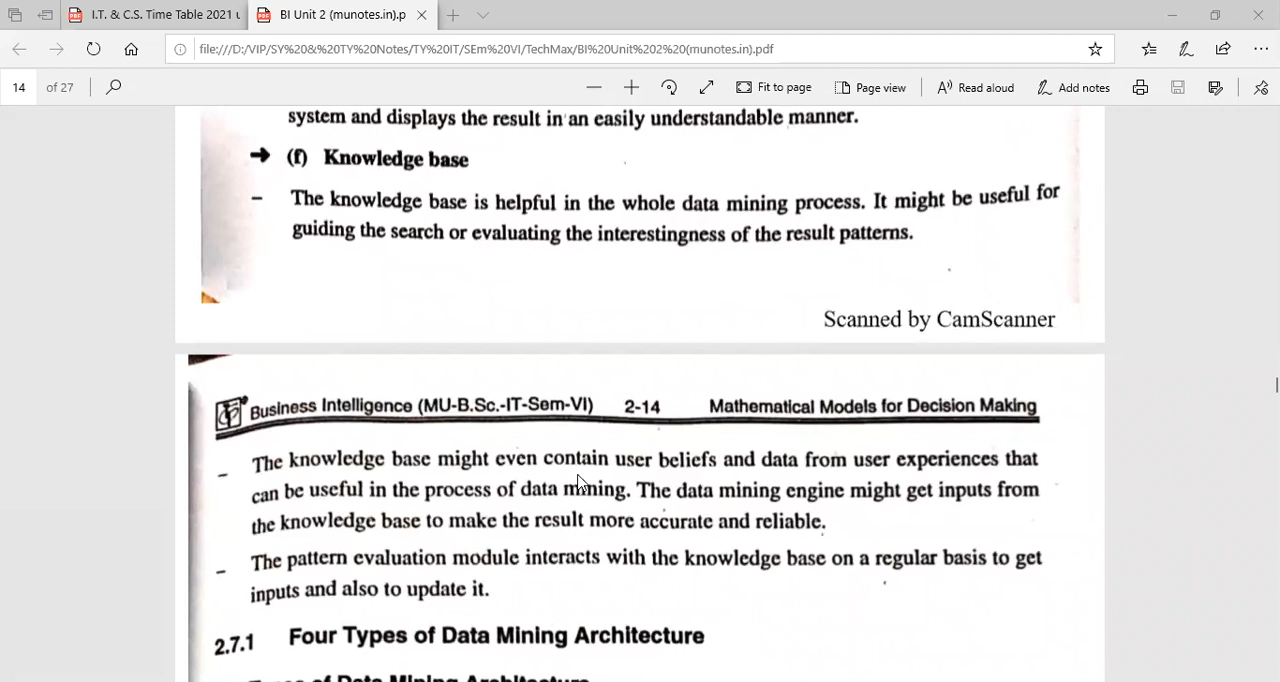 I.T. & C.S. Time Table 2021 u
BI Unit 2 (munotes.in).p
file:///D:/VIP/SY%20&%20TY%20Notes/TY%20IT/SEm%20VI/TechMax/BI%20Unit%202%20(munotes.in).pdf
14 of 27
Fit to page
Page view
Read aloud
Add notes
system and displays the result in an easily understandable manner.
➔ (f) Knowledge base
– The knowledge base is helpful in the whole data mining process. It might be useful for
guiding the search or evaluating the interestingness of the result patterns.
Scanned by CamScanner
Business Intelligence (MU-B.Sc.-IT-Sem-VI) 2-14 Mathematical Models for Decision Making
– The knowledge base might even contain user beliefs and data from user experiences that
can be useful in the process of data mining. The data mining engine might get inputs from
the knowledge base to make the result more accurate and reliable.
– The pattern evaluation module interacts with the knowledge base on a regular basis to get
inputs and also to update it.
2.7.1 Four Types of Data Mining Architecture
of Data Mining Architecture